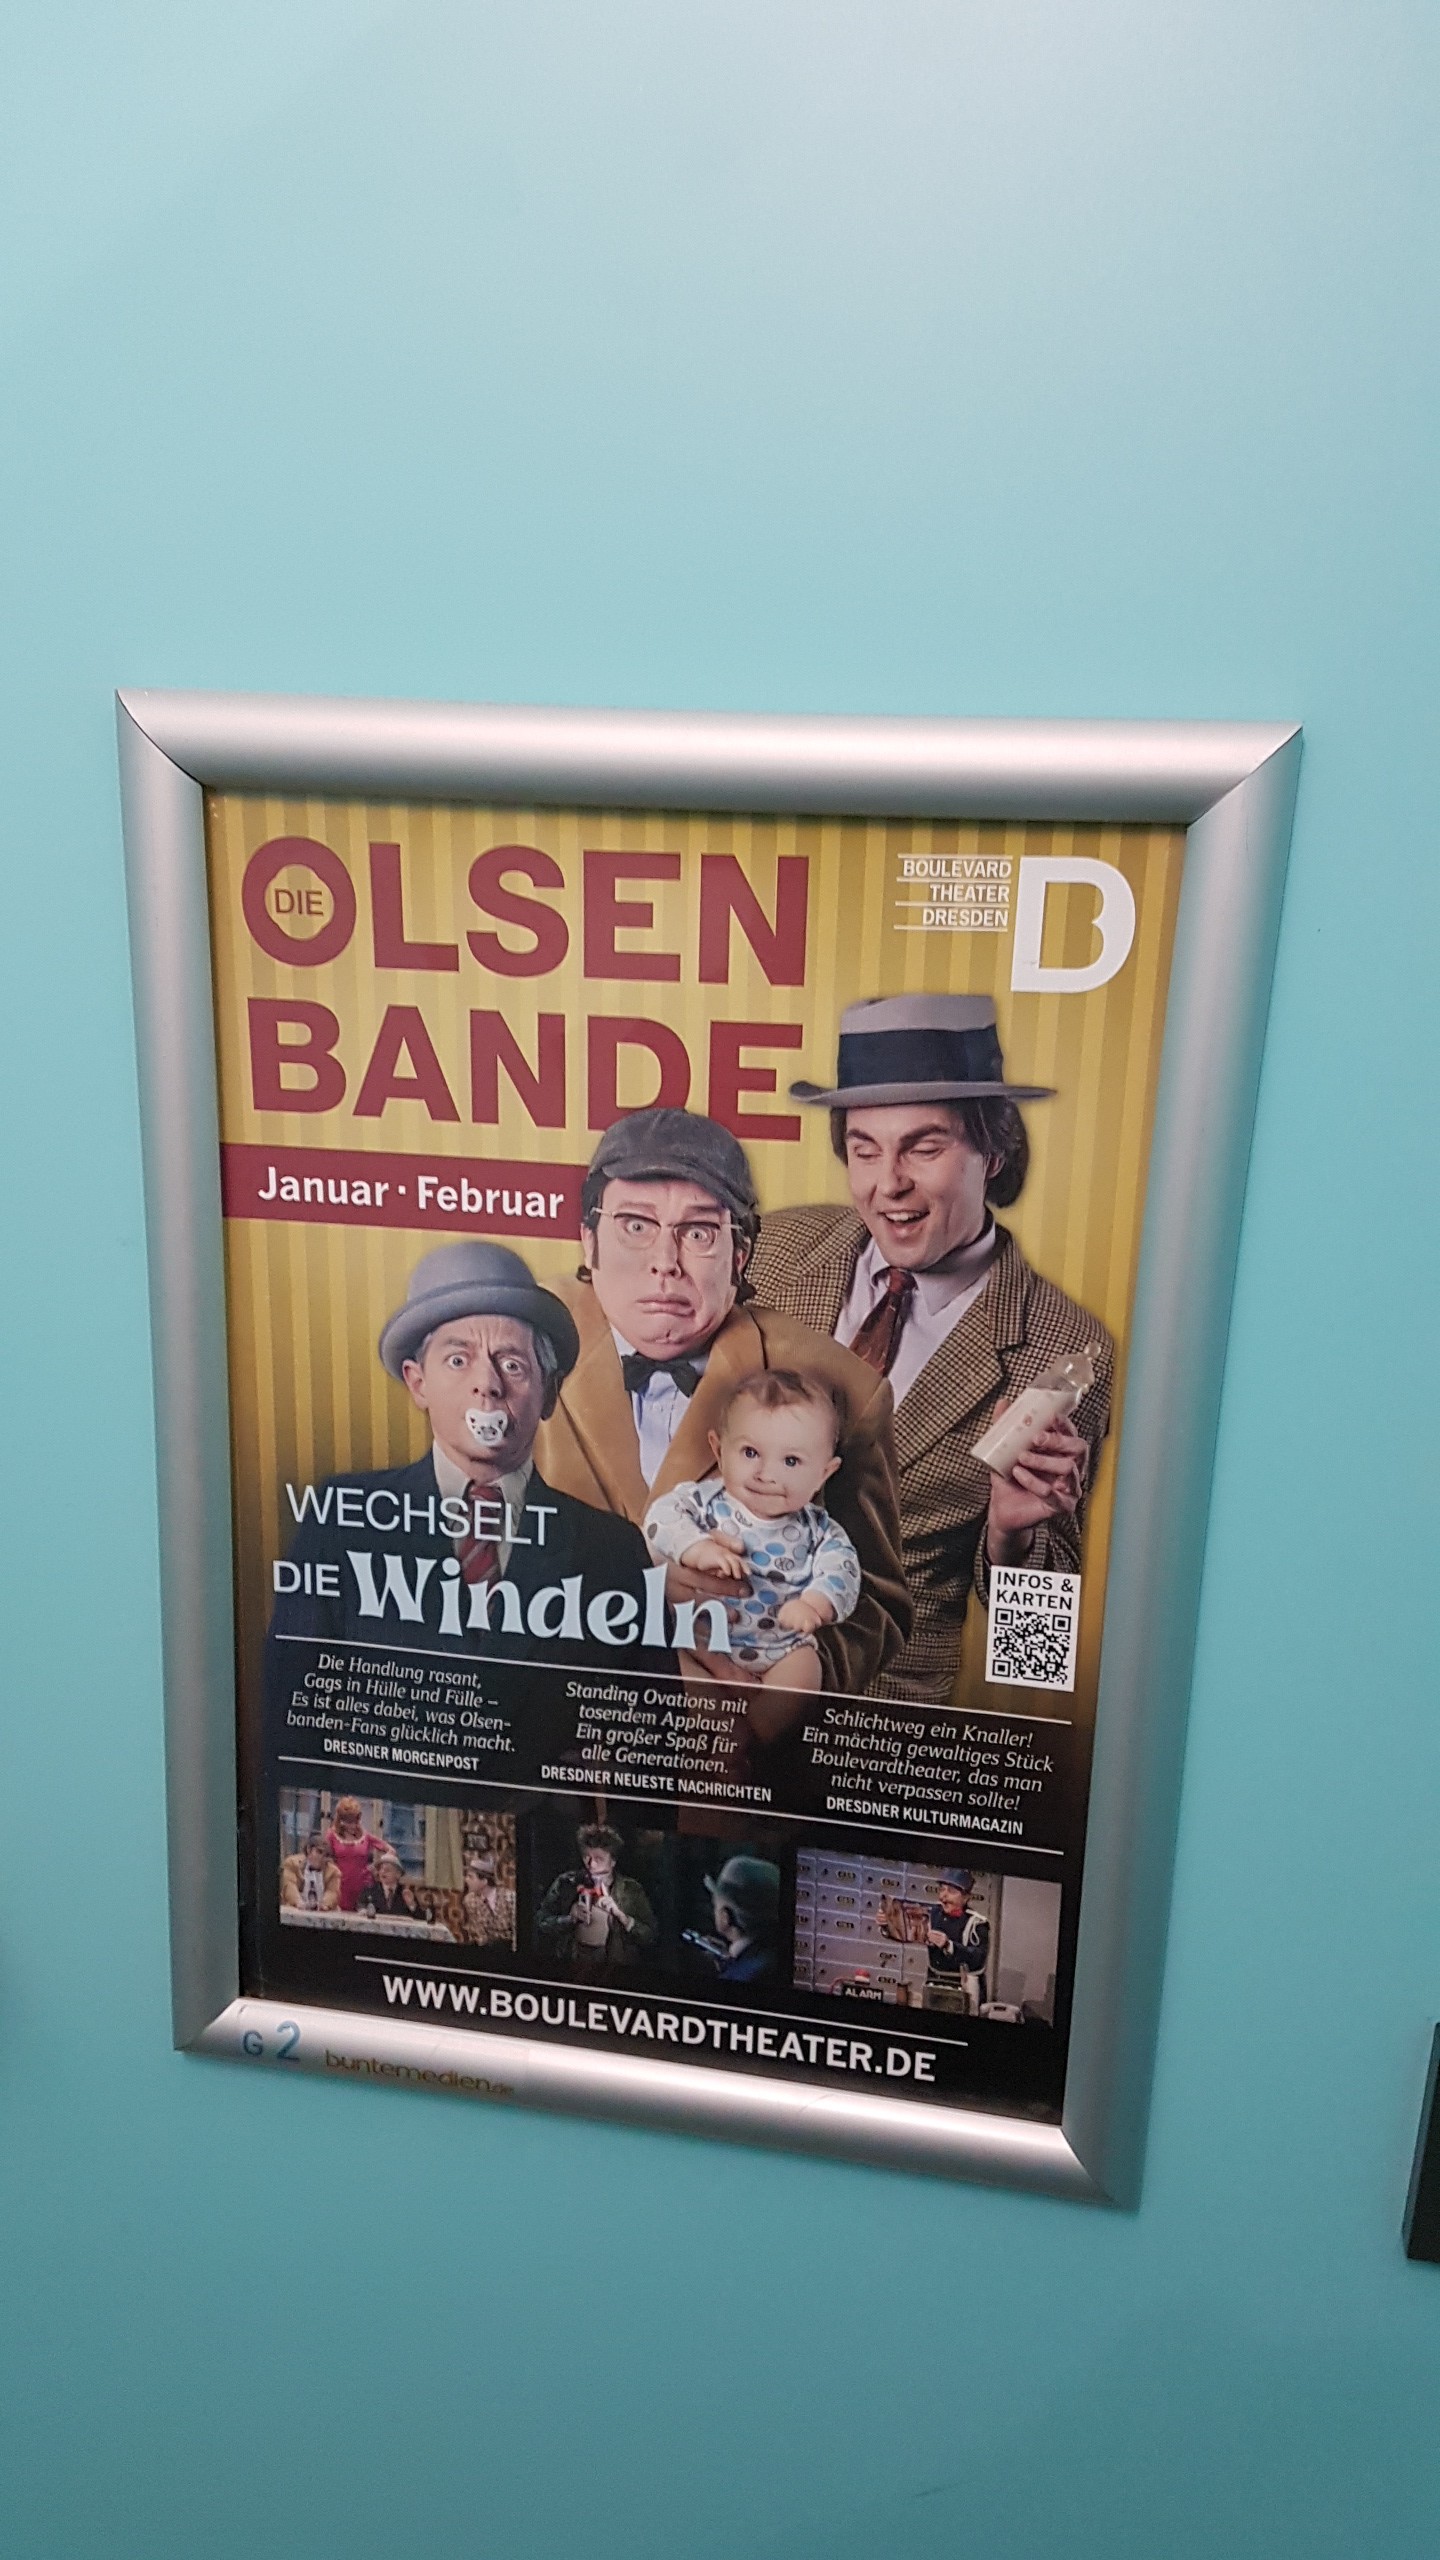 DIE
OLSEN
BANDE
BOULEVARD
THEATER
DRESDEN
Januar · Februar
WECHSELT
DIE Windeln
INFOS &
KARTEN
Die Handlung rasant,
Gags in Hülle und Fülle –
Es ist alles dabei, was Olsen-
banden-Fans glücklich macht.
DRESDNER MORGENPOST
Standing Ovations mit
tosendem Applaus!
Ein großer Spaß für
alle Generationen.
DRESDNER NEUESTE NACHRICHTEN
Schlichtweg ein Knaller!
Ein mächtig gewaltiges Stück
Boulevardtheater, das man
nicht verpassen sollte!
DRESDNER KULTURMAGAZIN
ALARM
WWW.BOULEVARDTHEATER.DE
G 2
buntemedien.de